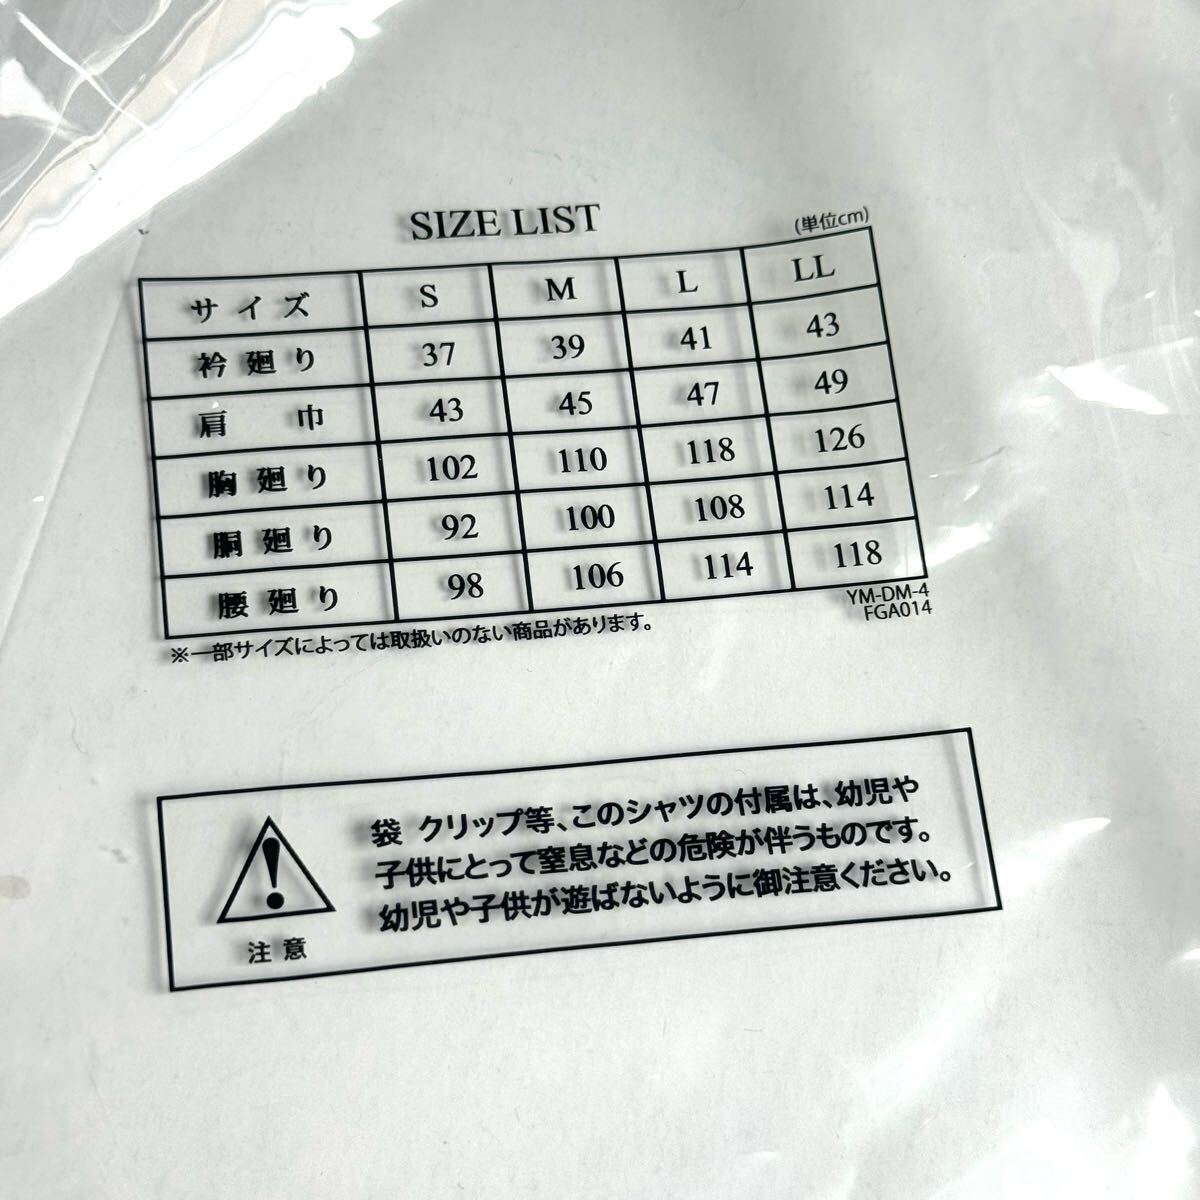 SIZE LIST
(単位cm)
サイズ S M L LL
衿廻り 37 39 41 43
肩巾 43 45 47 49
胸廻り 102 110 118 126
胴廻り 92 100 108 114
腰廻り 98 106 114 118
※一部サイズによっては取扱いのない商品があります。
YM-DM-4
FGA014
袋 クリップ等、このシャツの付属は、幼児や
子供にとって窒息などの危険が伴うものです。
幼児や子供が遊ばないように御注意ください。
注意